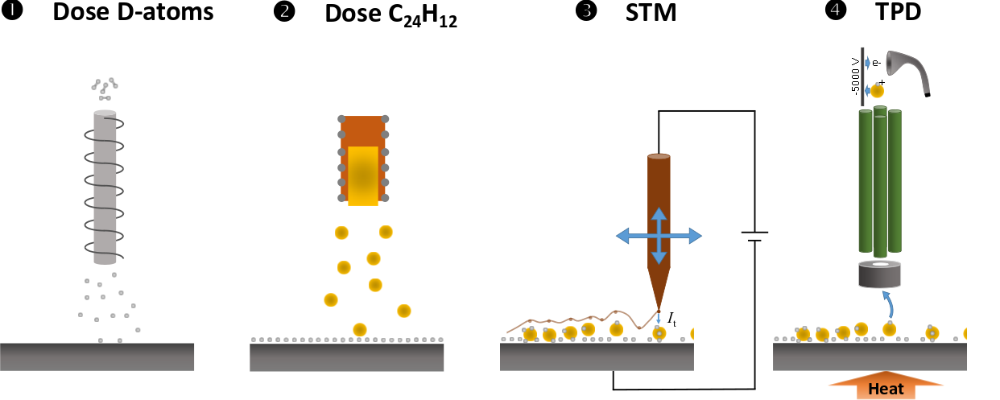 ❶ Dose D-atoms
❷ Dose C₂₄H₁₂
❸ STM
❹ TPD
-5000 V
e-
+
Iₜ
Heat